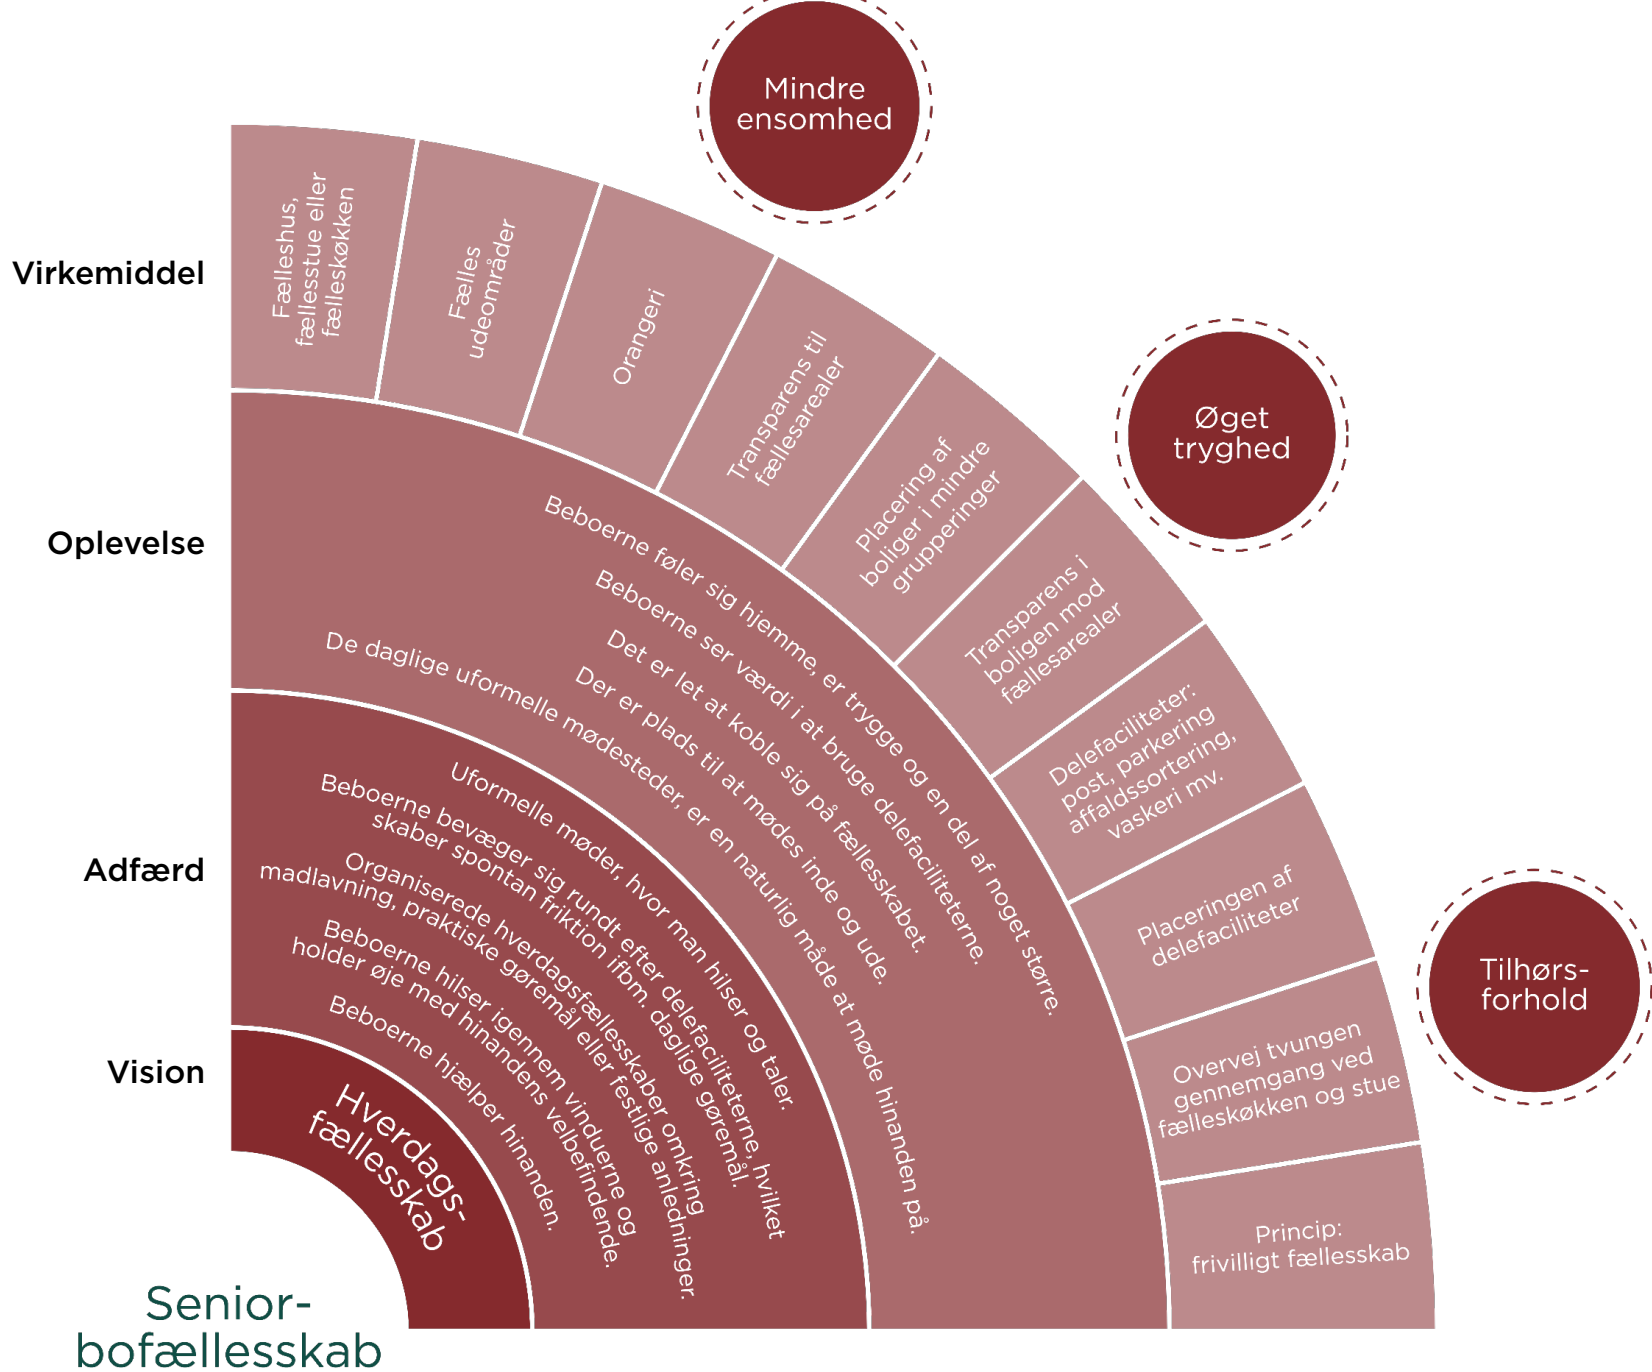 Mindre
ensomhed
Øget
tryghed
Tilhørs-
forhold
Virkemiddel
Fælleshus,
fællesstue eller
fælleskøkken
Fælles
udeområder
Orangeri
Transparens til
fællesarealer
Placering af
boliger i mindre
grupperinger
Transparens i
boligen mod
fællesarealer
Delefaciliteter:
post, parkering
affaldssortering,
vaskeri mv.
Placeringen af
delefaciliteter
Overvej tvungen
gennemgang ved
fælleskøkken og stue
Princip:
frivilligt fællesskab
Oplevelse
Beboerne føler sig hjemme, er trygge og en del af noget større.
Beboerne ser værdi i at bruge delefaciliteterne.
Det er let at koble sig på fællesskabet.
Der er plads til at mødes inde og ude.
De daglige uformelle mødesteder, er en naturlig måde at møde hinanden på.
Adfærd
Uformelle møder, hvor man hilser og taler.
Beboerne bevæger sig rundt efter delefaciliteterne, hvilket
skaber spontan friktion ifbm. daglige gøremål.
Organiserede hverdagsfællesskaber omkring
madlavning, praktiske gøremål eller festlige anledninger.
Beboerne hilser igennem vinduerne og
holder øje med hinandens velbefindende.
Beboerne hjælper hinanden.
Vision
Hverdags-
fællesskab
Senior-
bofællesskab